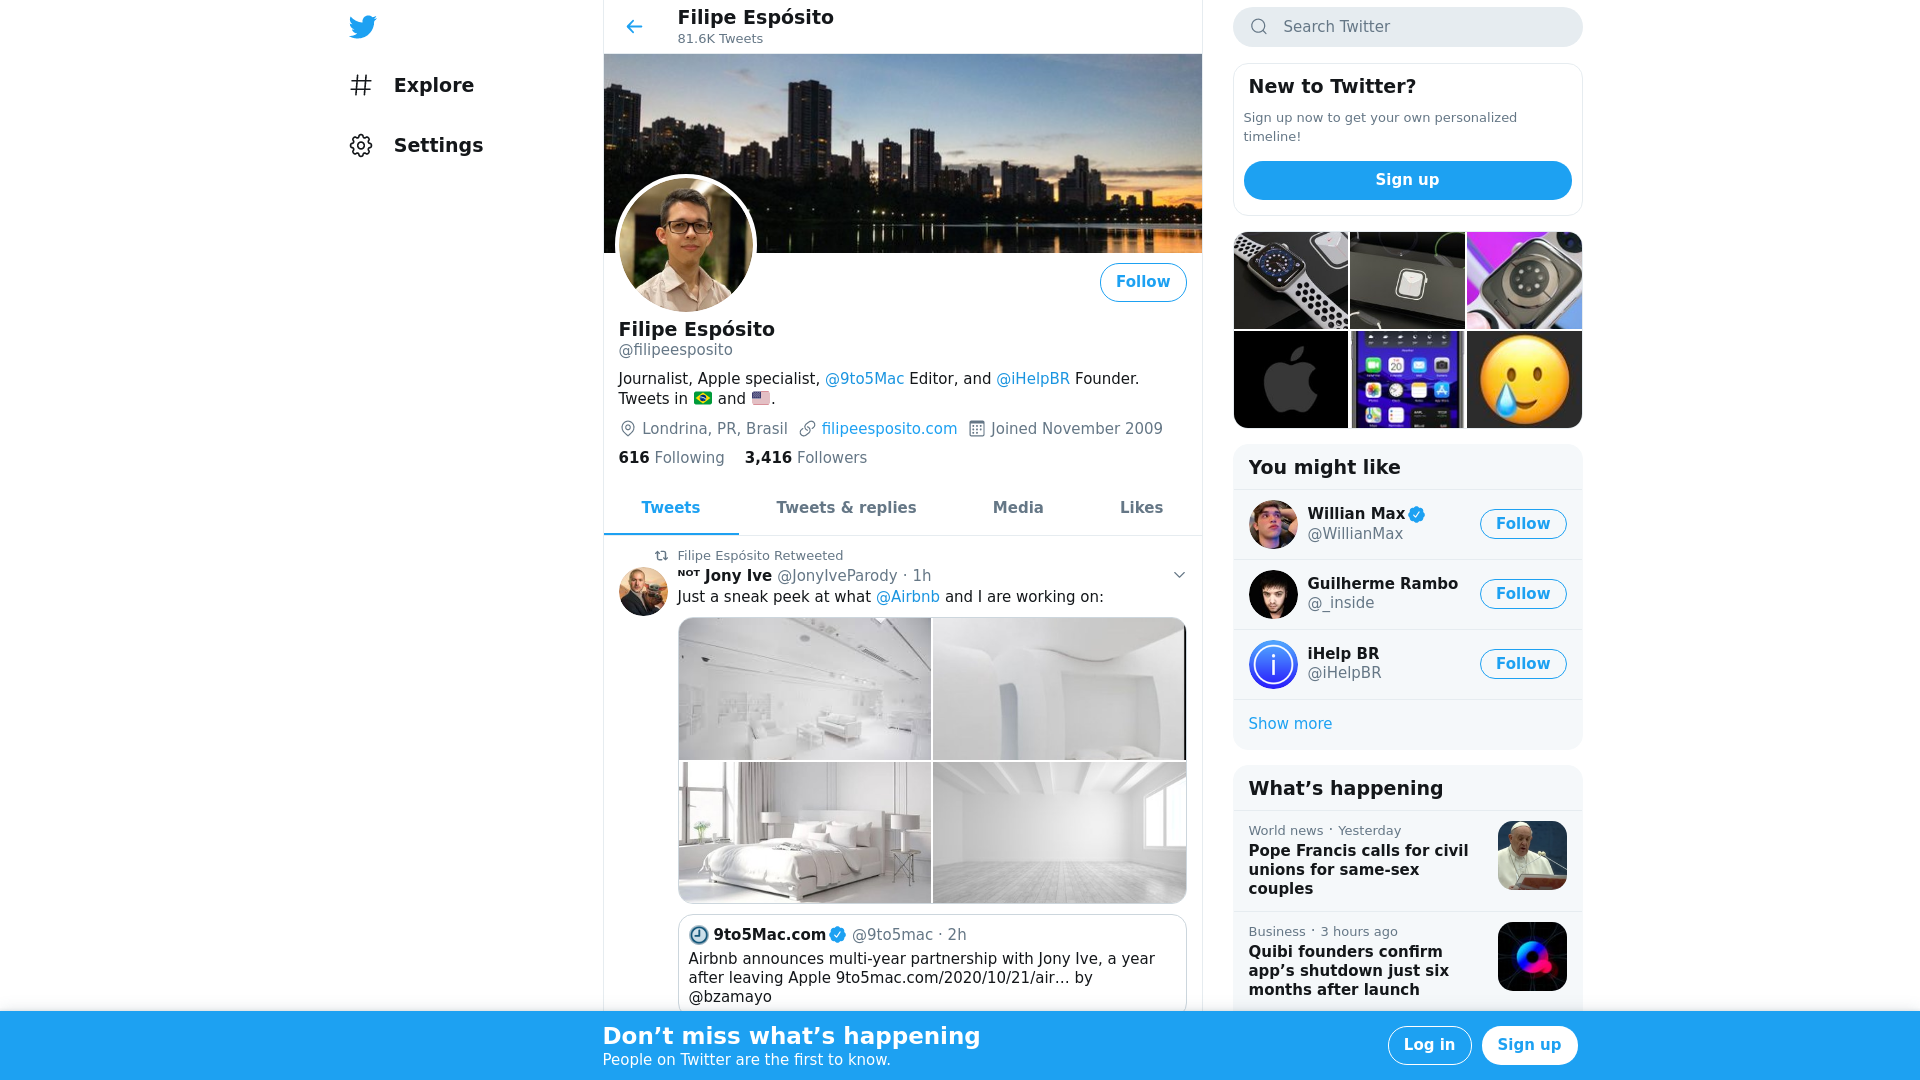 Explore
Settings
Filipe Espósito
81.6K Tweets
Follow
Filipe Espósito
@filipeesposito
Journalist, Apple specialist, @9to5Mac Editor, and @iHelpBR Founder.
Tweets in 🇧🇷 and 🇺🇸.
Londrina, PR, Brasil filipeesposito.com Joined November 2009
616 Following 3,416 Followers
Tweets Tweets & replies Media Likes
Filipe Espósito Retweeted
ᴺᴼᵀ Jony Ive @JonyIveParody · 1h
Just a sneak peek at what @Airbnb and I are working on:
9to5Mac.com @9to5mac · 2h
Airbnb announces multi-year partnership with Jony Ive, a year
after leaving Apple 9to5mac.com/2020/10/21/air… by
@bzamayo
Search Twitter
New to Twitter?
Sign up now to get your own personalized
timeline!
Sign up
You might like
Willian Max
@WillianMax
Follow
Guilherme Rambo
@_inside
Follow
iHelp BR
@iHelpBR
Follow
Show more
What’s happening
World news · Yesterday
Pope Francis calls for civil
unions for same-sex
couples
Business · 3 hours ago
Quibi founders confirm
app’s shutdown just six
months after launch
Don’t miss what’s happening
People on Twitter are the first to know.
Log in
Sign up